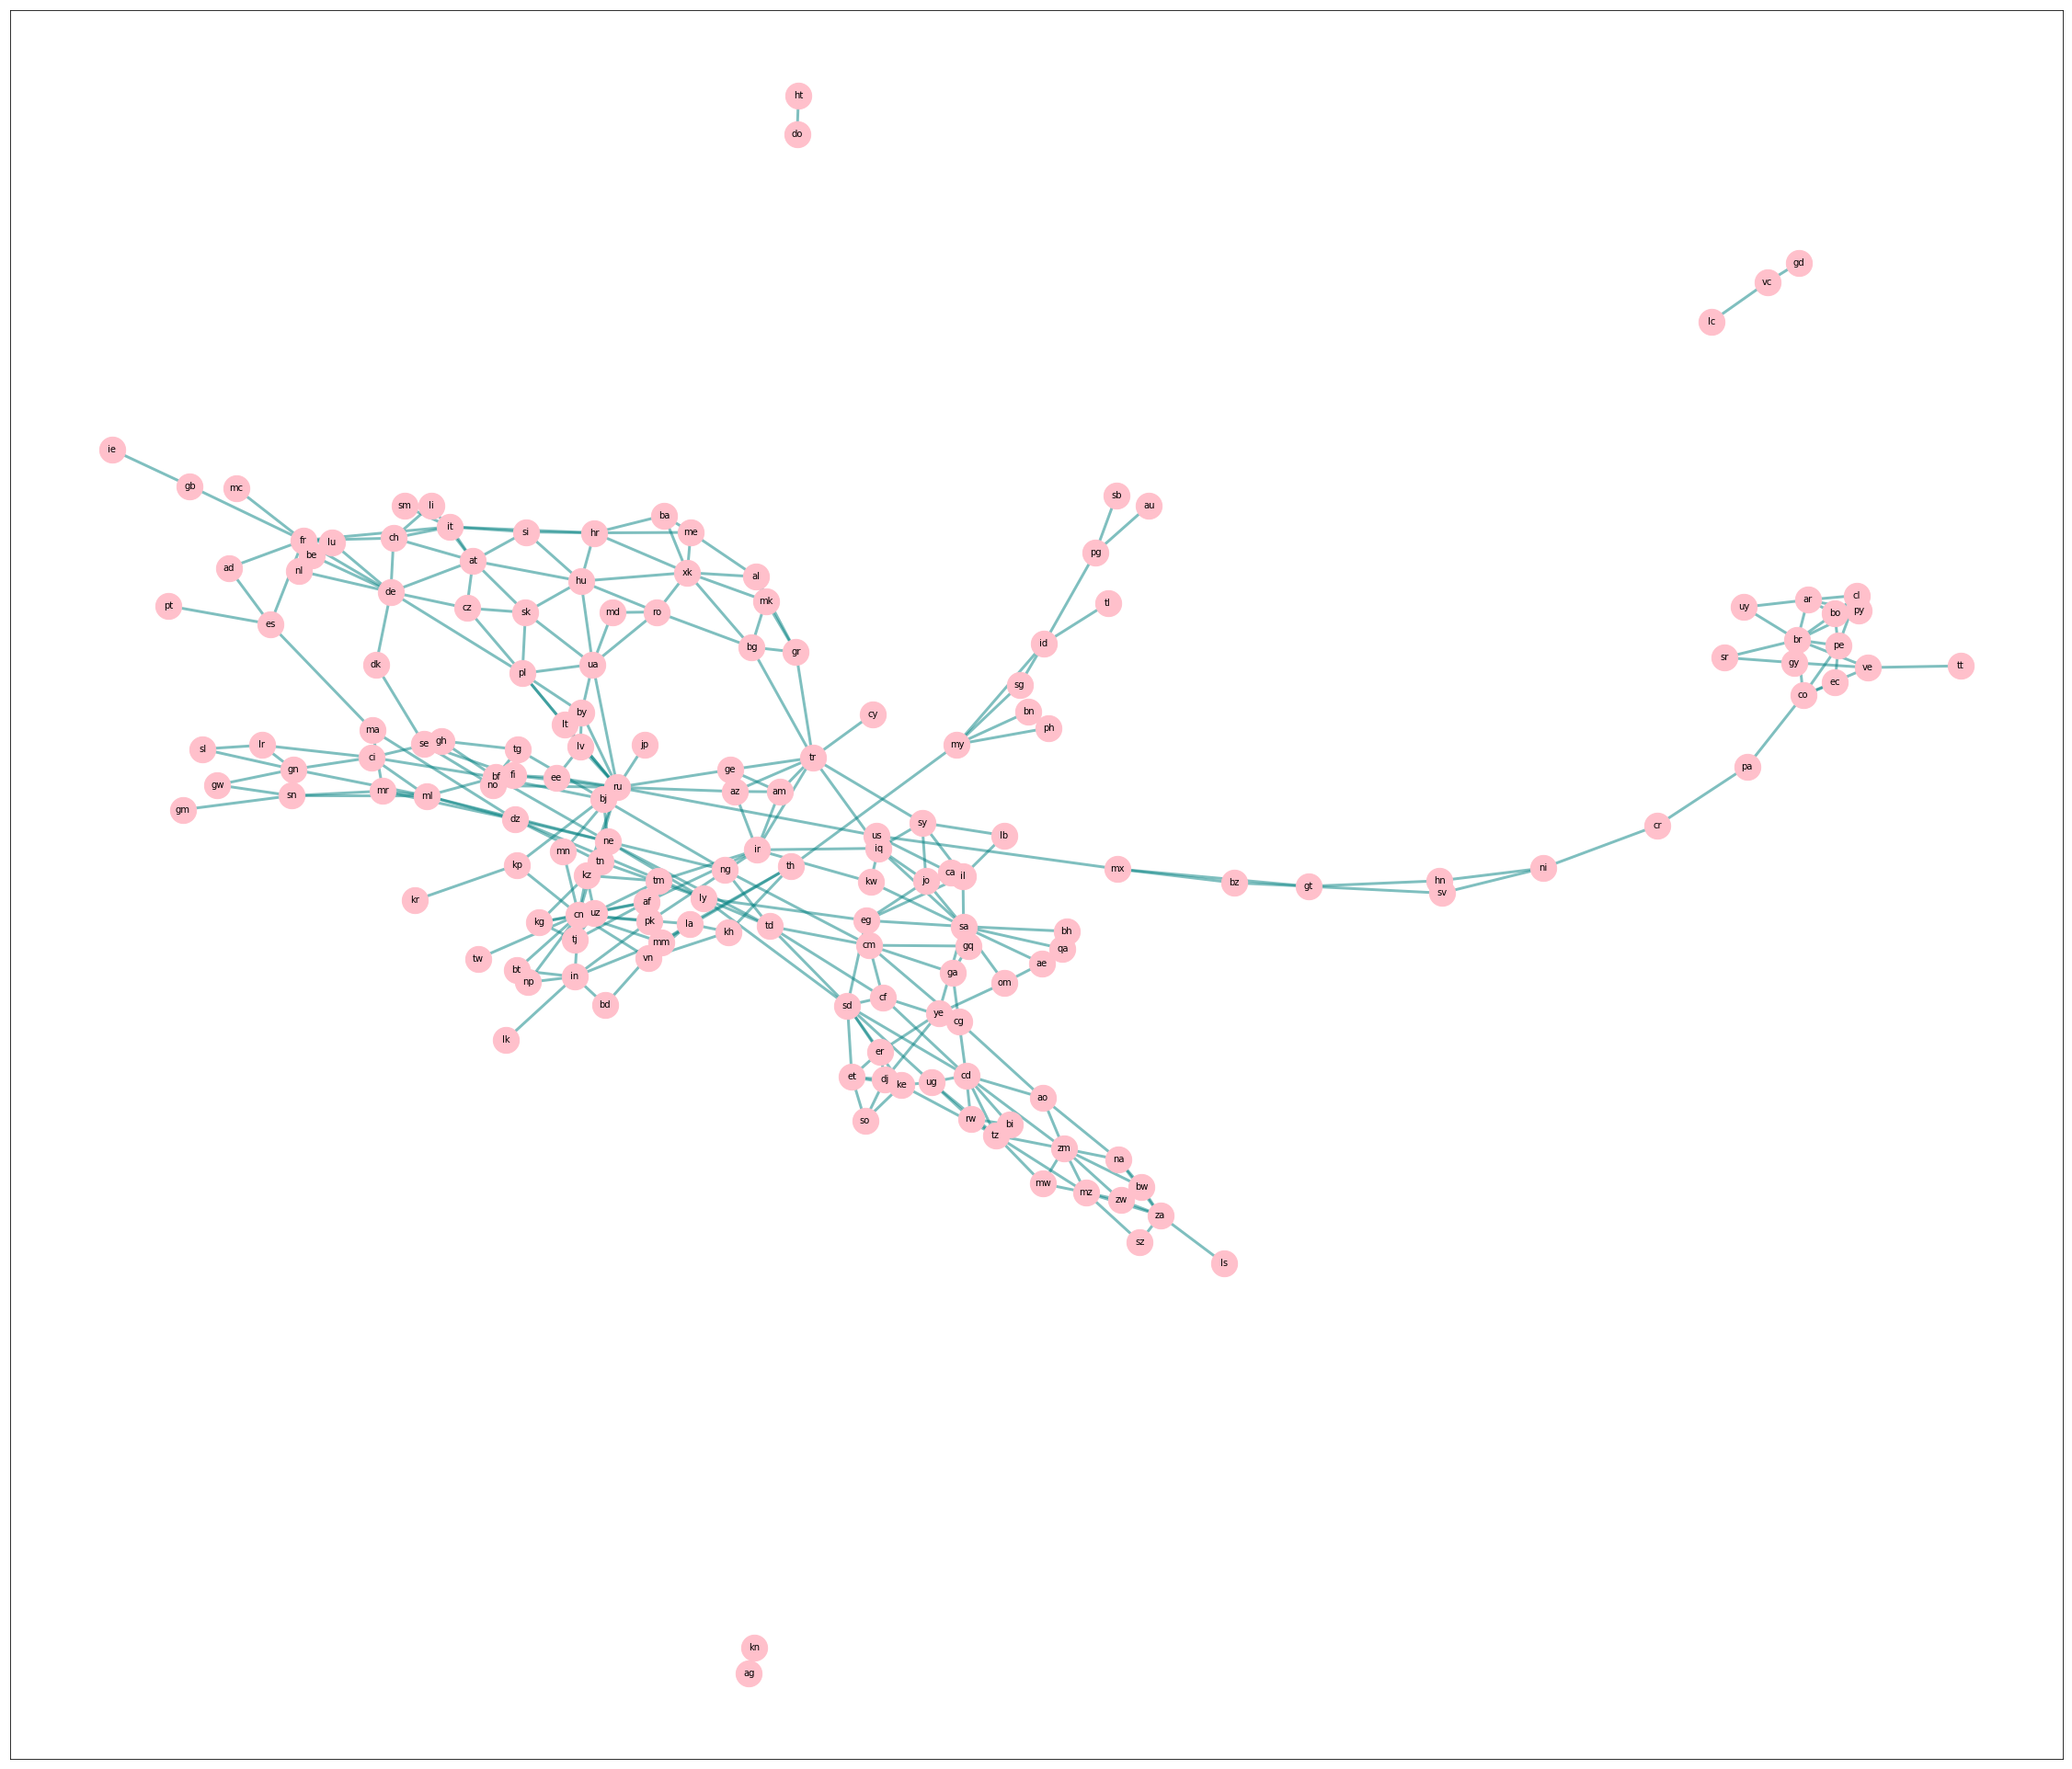 ht
do
gd
vc
lc
ie
gb
mc
sb
au
sm
li
ba
it
si
hr
me
ch
fr
lu
be
pg
at
ad
nl
xk
al
hu
de
cl
ar
mk
tl
pt
uy
cz
sk
md
ro
bo
py
es
br
id
pe
bg
gr
sr
gy
dk
ua
ve
tt
pl
sg
ec
co
by
bn
cy
lt
ph
ma
se
gh
sl
lr
tg
lv
jp
my
ci
tr
pa
gn
ge
bf
fi
ee
gw
no
ru
sn
mr
ml
az
am
bj
gm
dz
sy
cr
us
lb
ne
iq
mn
ir
tn
kp
th
ng
mx
ni
ca
kz
il
tm
kw
jo
bz
hn
gt
sv
kr
ly
af
cn
uz
kg
pk
eg
la
td
sa
kh
bh
tj
mm
cm
gq
qa
tw
vn
ae
bt
ga
in
np
om
cf
bd
sd
ye
cg
lk
er
et
dj
cd
ug
ke
ao
rw
so
bi
tz
zm
na
mw
bw
mz
zw
za
sz
ls
kn
ag